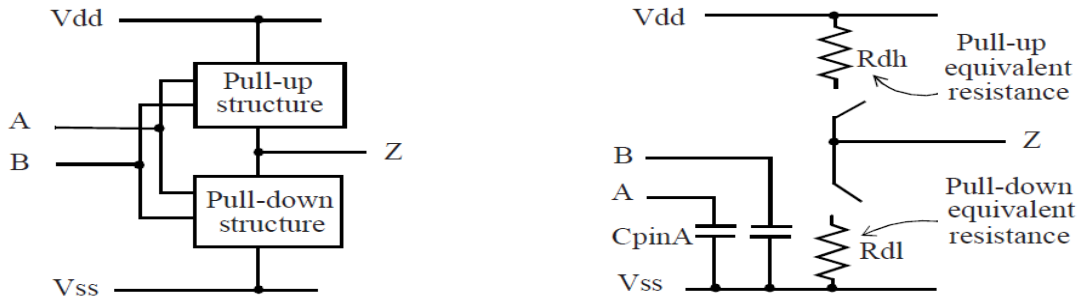 Vdd
Pull-up
structure
A
B
Z
Pull-down
structure
Vss
Vdd
Rdh
Pull-up
equivalent
resistance
Z
B
A
CpinA
Pull-down
equivalent
resistance
Rdl
Vss